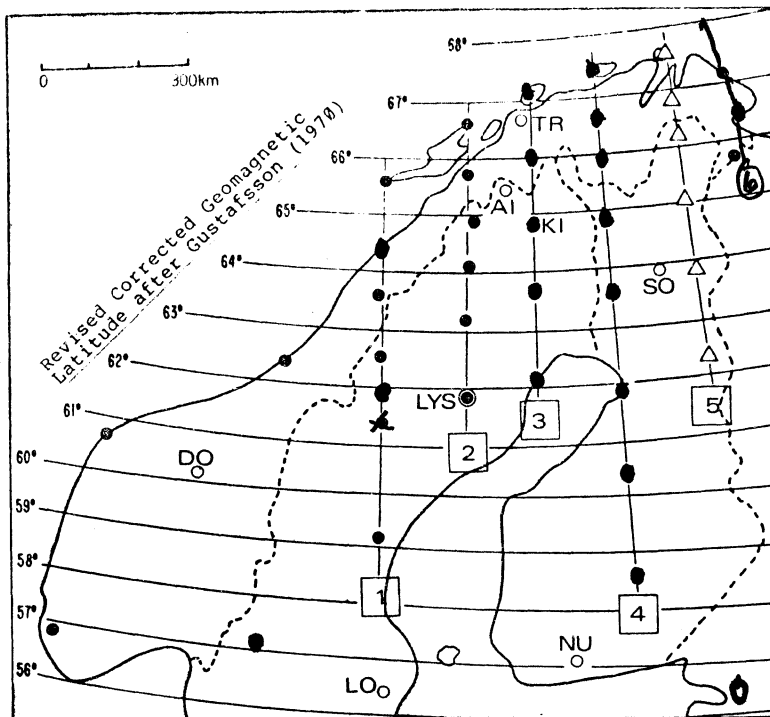 68°
0 300km
67°
TR
66°
Revised Corrected Geomagnetic
Latitude after Gustafsson (1970)
6
AI
65°
KI
64°
SO
63°
62°
LYS
3
5
61°
2
DO
60°
59°
58°
1
4
57°
NU
56°
LO